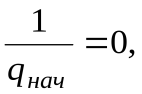 1/q_нач = 0,